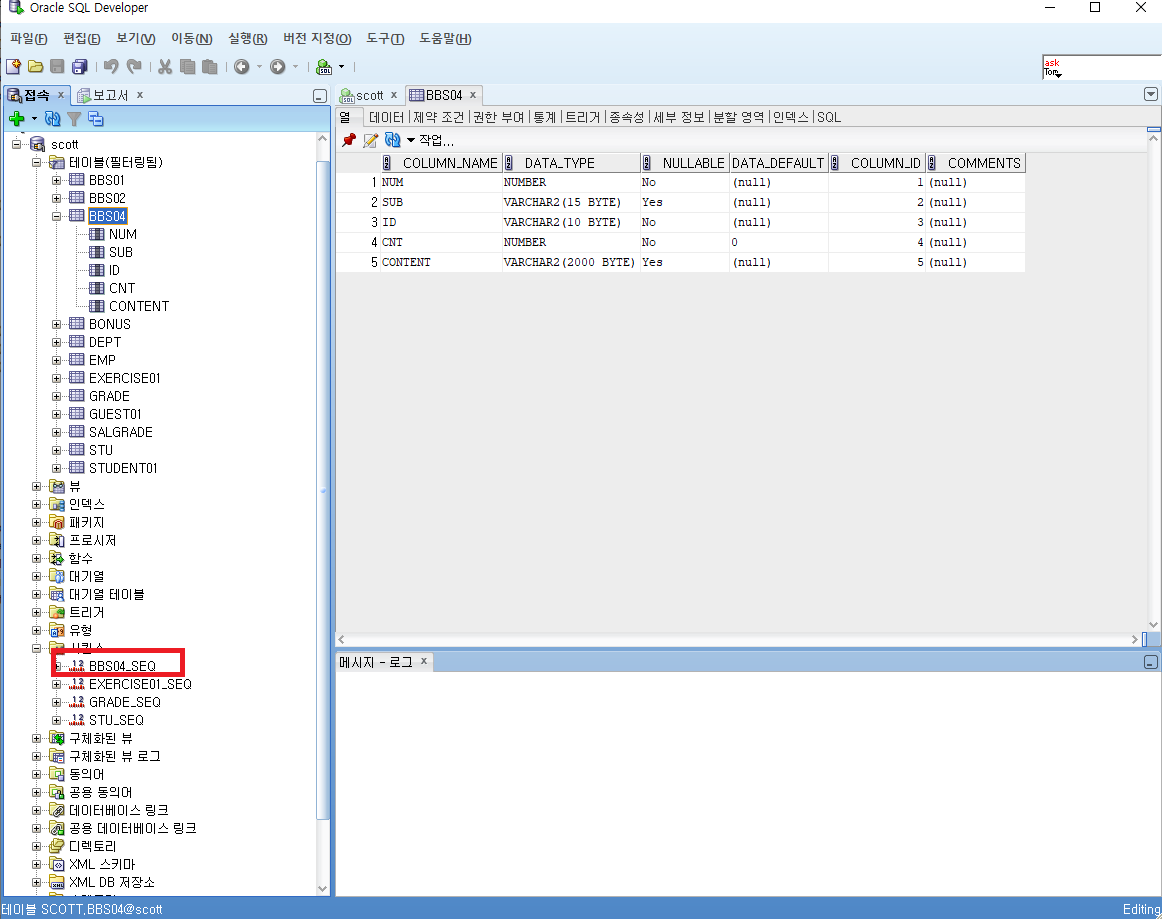 Oracle SQL Developer
파일(F) 편집(E) 보기(V) 이동(N) 실행(R) 버전 지정(O) 도구(T) 도움말(H)
ask
Tom
접속 보고서
scott
테이블(필터링됨)
BBS01
BBS02
BBS04
NUM
SUB
ID
CNT
CONTENT
BONUS
DEPT
EMP
EXERCISE01
GRADE
GUEST01
SALGRADE
STU
STUDENT01
뷰
인덱스
패키지
프로시저
함수
대기열
대기열 테이블
트리거
유형
시퀀스
BBS04_SEQ
EXERCISE01_SEQ
GRADE_SEQ
STU_SEQ
구체화된 뷰
구체화된 뷰 로그
동의어
공용 동의어
데이터베이스 링크
공용 데이터베이스 링크
디렉토리
XML 스키마
XML DB 저장소
scott BBS04
열 데이터 제약 조건 권한 부여 통계 트리거 종속성 세부 정보 분할 영역 인덱스 SQL
작업...
COLUMN_NAME DATA_TYPE NULLABLE DATA_DEFAULT COLUMN_ID COMMENTS
1 NUM NUMBER No (null) 1 (null)
2 SUB VARCHAR2(15 BYTE) Yes (null) 2 (null)
3 ID VARCHAR2(10 BYTE) No (null) 3 (null)
4 CNT NUMBER No 0 4 (null)
5 CONTENT VARCHAR2(2000 BYTE) Yes (null) 5 (null)
메시지 - 로그
테이블 SCOTT.BBS04@scott
Editing